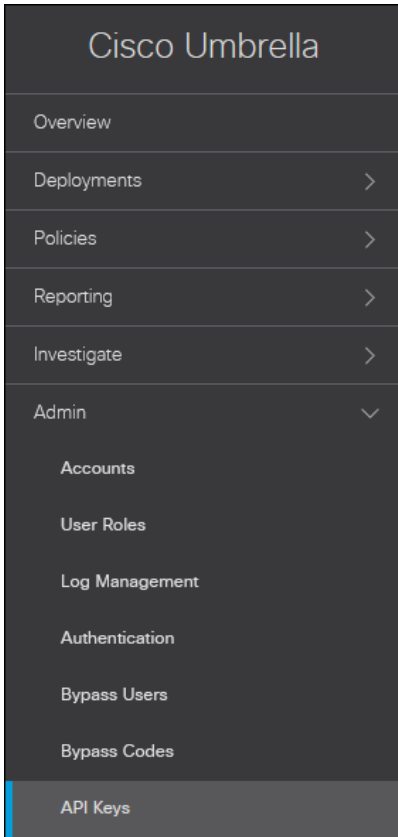 Cisco Umbrella
Overview
Deployments
Policies
Reporting
Investigate
Admin
Accounts
User Roles
Log Management
Authentication
Bypass Users
Bypass Codes
API Keys